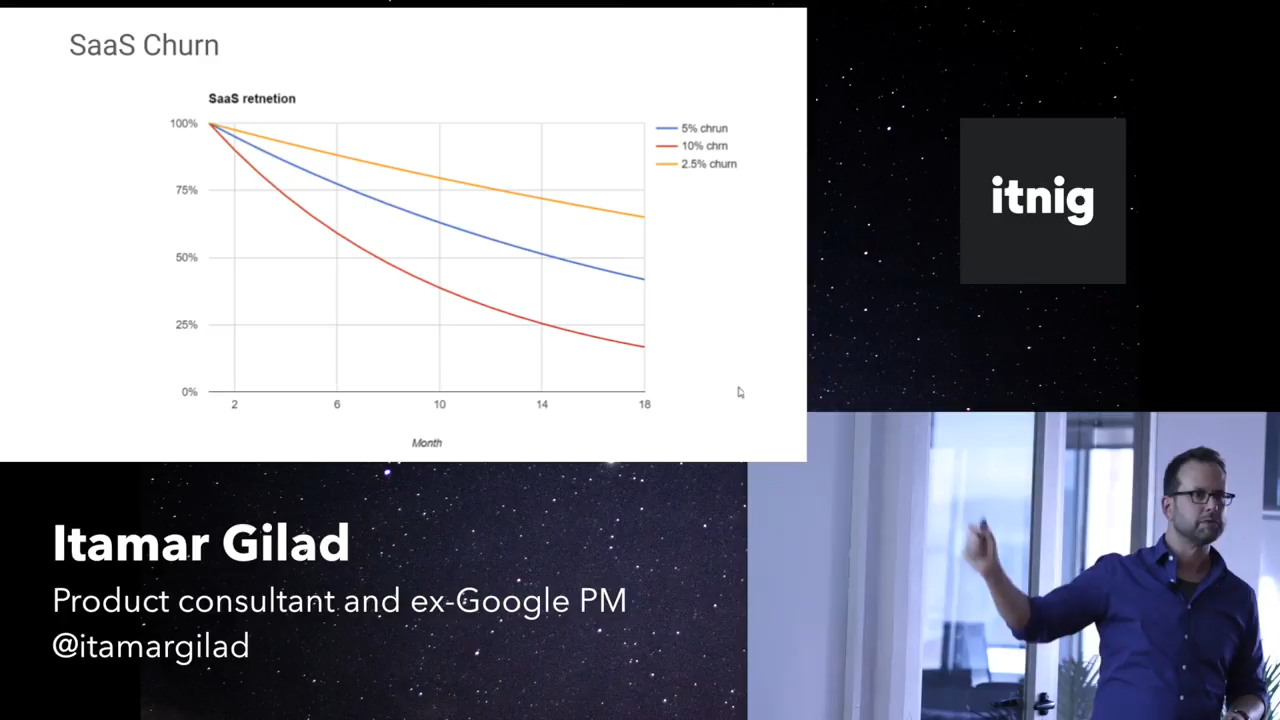 SaaS Churn
SaaS retnetion
100%
75%
50%
25%
0%
2 6 10 14 18
Month
5% chrun
10% chrn
2.5% churn
itnig
Itamar Gilad
Product consultant and ex-Google PM
@itamargilad